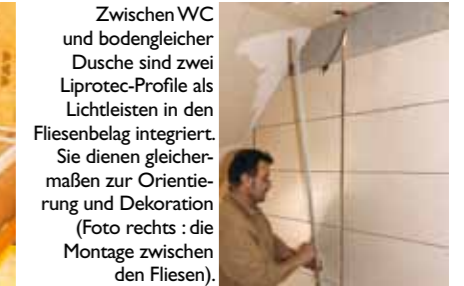 Zwischen WC
und bodengleicher
Dusche sind zwei
Liprotec-Profile als
Lichtleisten in den
Fliesenbelag integriert.
Sie dienen gleicher-
maßen zur Orientie-
rung und Dekoration
(Foto rechts : die
Montage zwischen
den Fliesen).